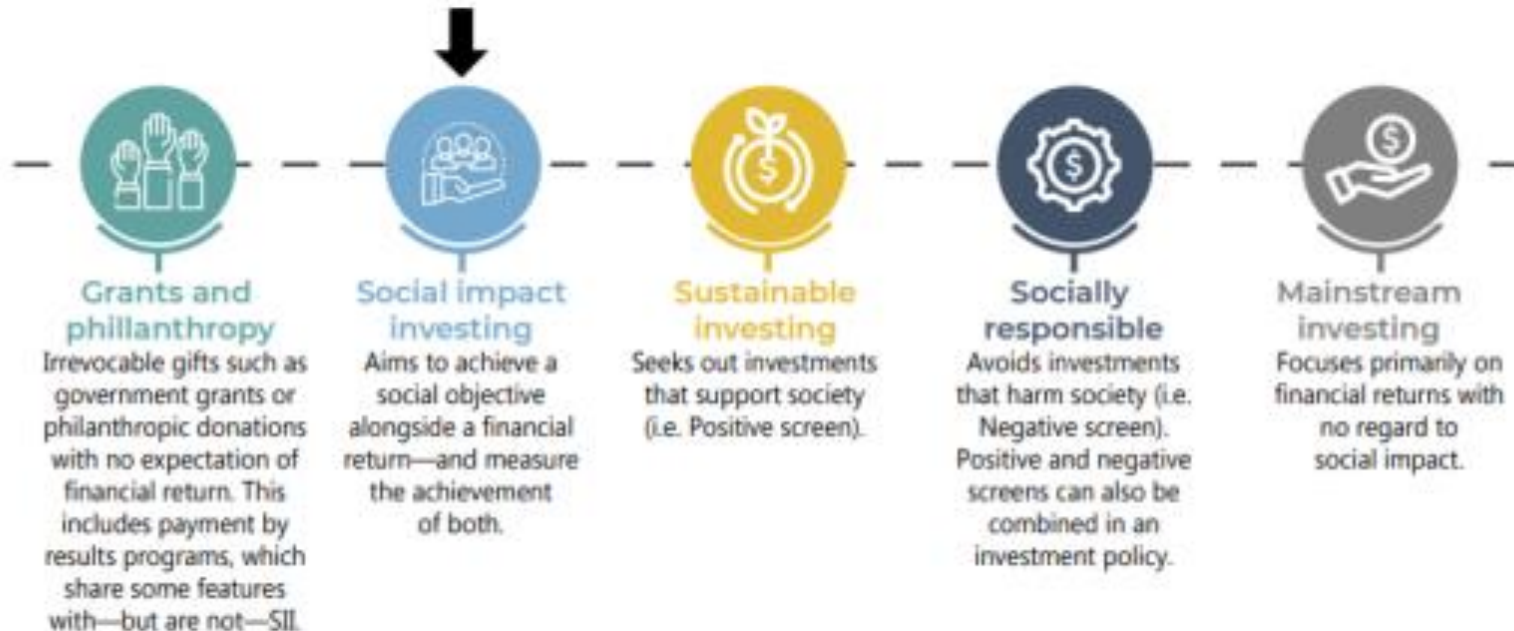 Grants and
phillanthropy
Irrevocable gifts such as
government grants or
philanthropic donations
with no expectation of
financial return. This
includes payment by
results programs, which
share some features
with—but are not—SII.
Social impact
investing
Aims to achieve a
social objective
alongside a financial
return—and measure
the achievement
of both.
$
Sustainable
investing
Seeks out investments
that support society
(i.e. Positive screen).
$
Socially
responsible
Avoids investments
that harm society (i.e.
Negative screen).
Positive and negative
screens can also be
combined in an
investment policy.
$
Mainstream
investing
Focuses primarily on
financial returns with
no regard to
social impact.